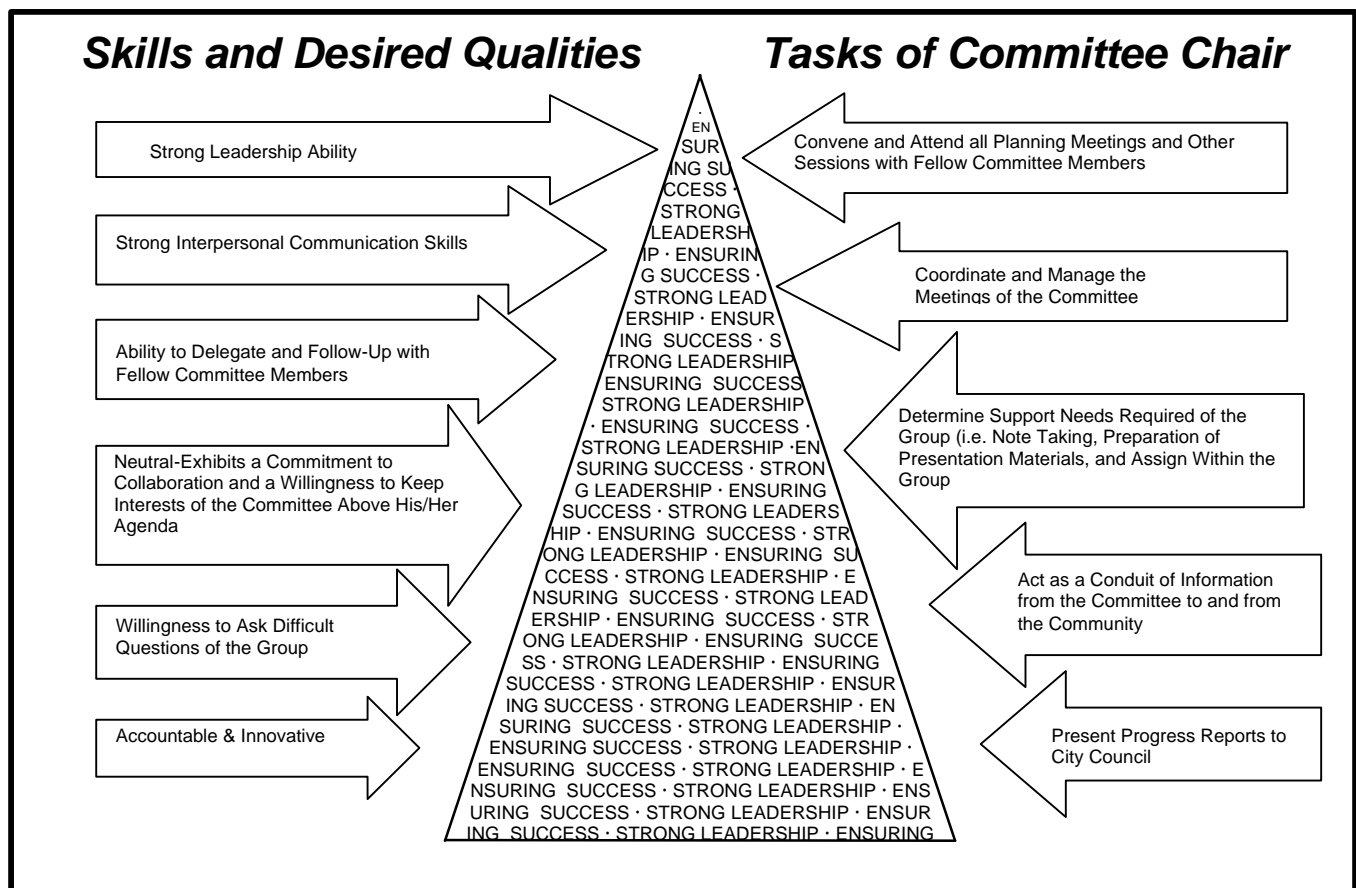 Skills and Desired Qualities
Tasks of Committee Chair
Strong Leadership Ability
Strong Interpersonal Communication Skills
Ability to Delegate and Follow-Up with
Fellow Committee Members
Neutral-Exhibits a Commitment to
Collaboration and a Willingness to Keep
Interests of the Committee Above His/Her
Agenda
Willingness to Ask Difficult
Questions of the Group
Accountable & Innovative
·
EN
SUR
ING SU
CCESS ·
STRONG
LEADERSH
IP · ENSURIN
G SUCCESS ·
STRONG LEAD
ERSHIP · ENSUR
ING SUCCESS · S
TRONG LEADERSHIP
ENSURING SUCCESS
STRONG LEADERSHIP
· ENSURING SUCCESS ·
STRONG LEADERSHIP ·EN
SURING SUCCESS · STRON
G LEADERSHIP · ENSURING
SUCCESS · STRONG LEADERS
HIP · ENSURING SUCCESS · STR
ONG LEADERSHIP · ENSURING SU
CCESS · STRONG LEADERSHIP · E
NSURING SUCCESS · STRONG LEAD
ERSHIP · ENSURING SUCCESS · STR
ONG LEADERSHIP · ENSURING SUCCE
SS · STRONG LEADERSHIP · ENSURING
SUCCESS · STRONG LEADERSHIP · ENSUR
ING SUCCESS · STRONG LEADERSHIP · EN
SURING SUCCESS · STRONG LEADERSHIP ·
ENSURING SUCCESS · STRONG LEADERSHIP ·
ENSURING SUCCESS · STRONG LEADERSHIP · E
NSURING SUCCESS · STRONG LEADERSHIP · ENS
URING SUCCESS · STRONG LEADERSHIP · ENSUR
ING SUCCESS · STRONG LEADERSHIP · ENSURING
Convene and Attend all Planning Meetings and Other
Sessions with Fellow Committee Members
Coordinate and Manage the
Meetings of the Committee
Determine Support Needs Required of the
Group (i.e. Note Taking, Preparation of
Presentation Materials, and Assign Within the
Group
Act as a Conduit of Information
from the Committee to and from
the Community
Present Progress Reports to
City Council